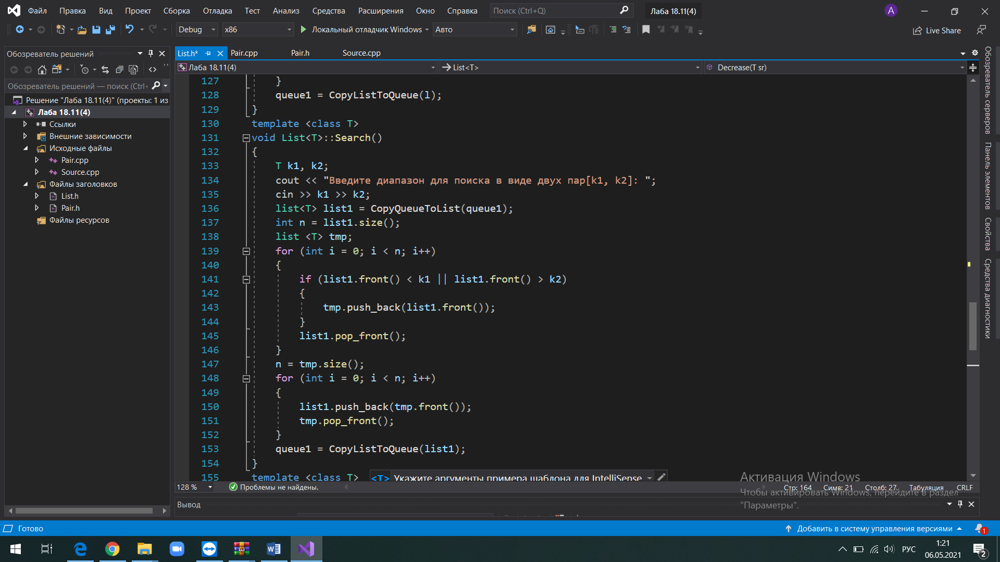 Файл Правка Вид Проект Сборка Отладка Тест Анализ Средства Расширения Окно Справка Поиск (Ctrl+Q) Лаба 18.11(4) A
Debug x86 Локальный отладчик Windows Авто Live Share
Обозреватель решений
Обозреватель решений — поиск (Ctrl+
Решение "Лаба 18.11(4)" (проекты: 1 из
Лаба 18.11(4)
Ссылки
Внешние зависимости
Исходные файлы
Pair.cpp
Source.cpp
Файлы заголовков
List.h
Pair.h
Файлы ресурсов
List.h* Pair.cpp Pair.h Source.cpp
Лаба 18.11(4) List<T> Decrease(T sr)
127 }
128 queue1 = CopyListToQueue(l);
129 }
130 template <class T>
131 void List<T>::Search()
132 {
133 T k1, k2;
134 cout << "Введите диапазон для поиска в виде двух пар[k1, k2]: ";
135 cin >> k1 >> k2;
136 list<T> list1 = CopyQueueToList(queue1);
137 int n = list1.size();
138 list <T> tmp;
139 for (int i = 0; i < n; i++)
140 {
141 if (list1.front() < k1 || list1.front() > k2)
142 {
143 tmp.push_back(list1.front());
144 }
145 list1.pop_front();
146 }
147 n = tmp.size();
148 for (int i = 0; i < n; i++)
149 {
150 list1.push_back(tmp.front());
151 tmp.pop_front();
152 }
153 queue1 = CopyListToQueue(list1);
154 }
155 template <class T> <T> Укажите аргументы примера шаблона для IntelliSense
128 % Проблемы не найдены. Стр: 164 Симв: 21 Столб: 27 Табуляция CRLF
Вывод
Обозреватель серверов
Панель элементов
Свойства
Средства диагностики
Активация Windows
Чтобы активировать Windows, перейдите в раздел
"Параметры".
Готово Добавить в систему управления версиями 1
РУС 1:21
06.05.2021 2